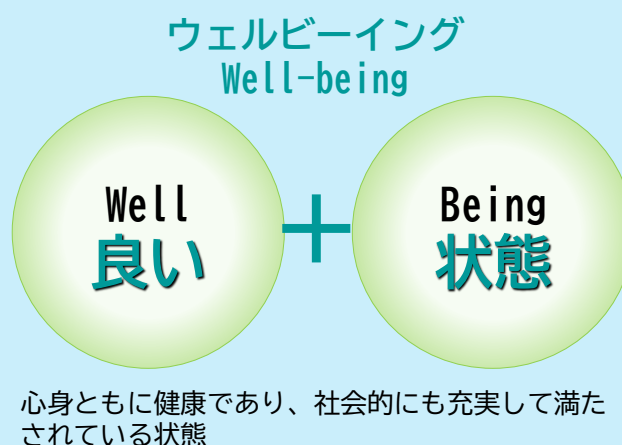 ウェルビーイング
Well-being
Well
良い
＋
Being
状態
心身ともに健康であり、社会的にも充実して満た
されている状態